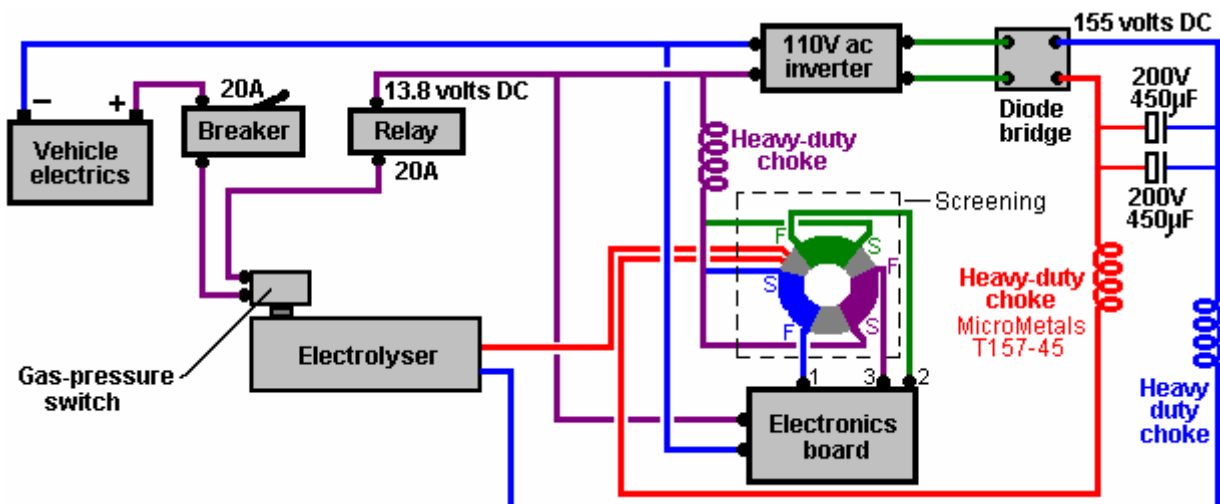 155 volts DC
110V ac
inverter
200V
450µF
Diode
bridge
20A
13.8 volts DC
–
+
Breaker
Relay
Vehicle
electrics
20A
Heavy-duty
choke
200V
450µF
Screening
F
S
F
S
F
S
Heavy-duty
choke
MicroMetals
T157-45
Electrolyser
Gas-pressure
switch
1
3
2
Heavy
duty
choke
Electronics
board